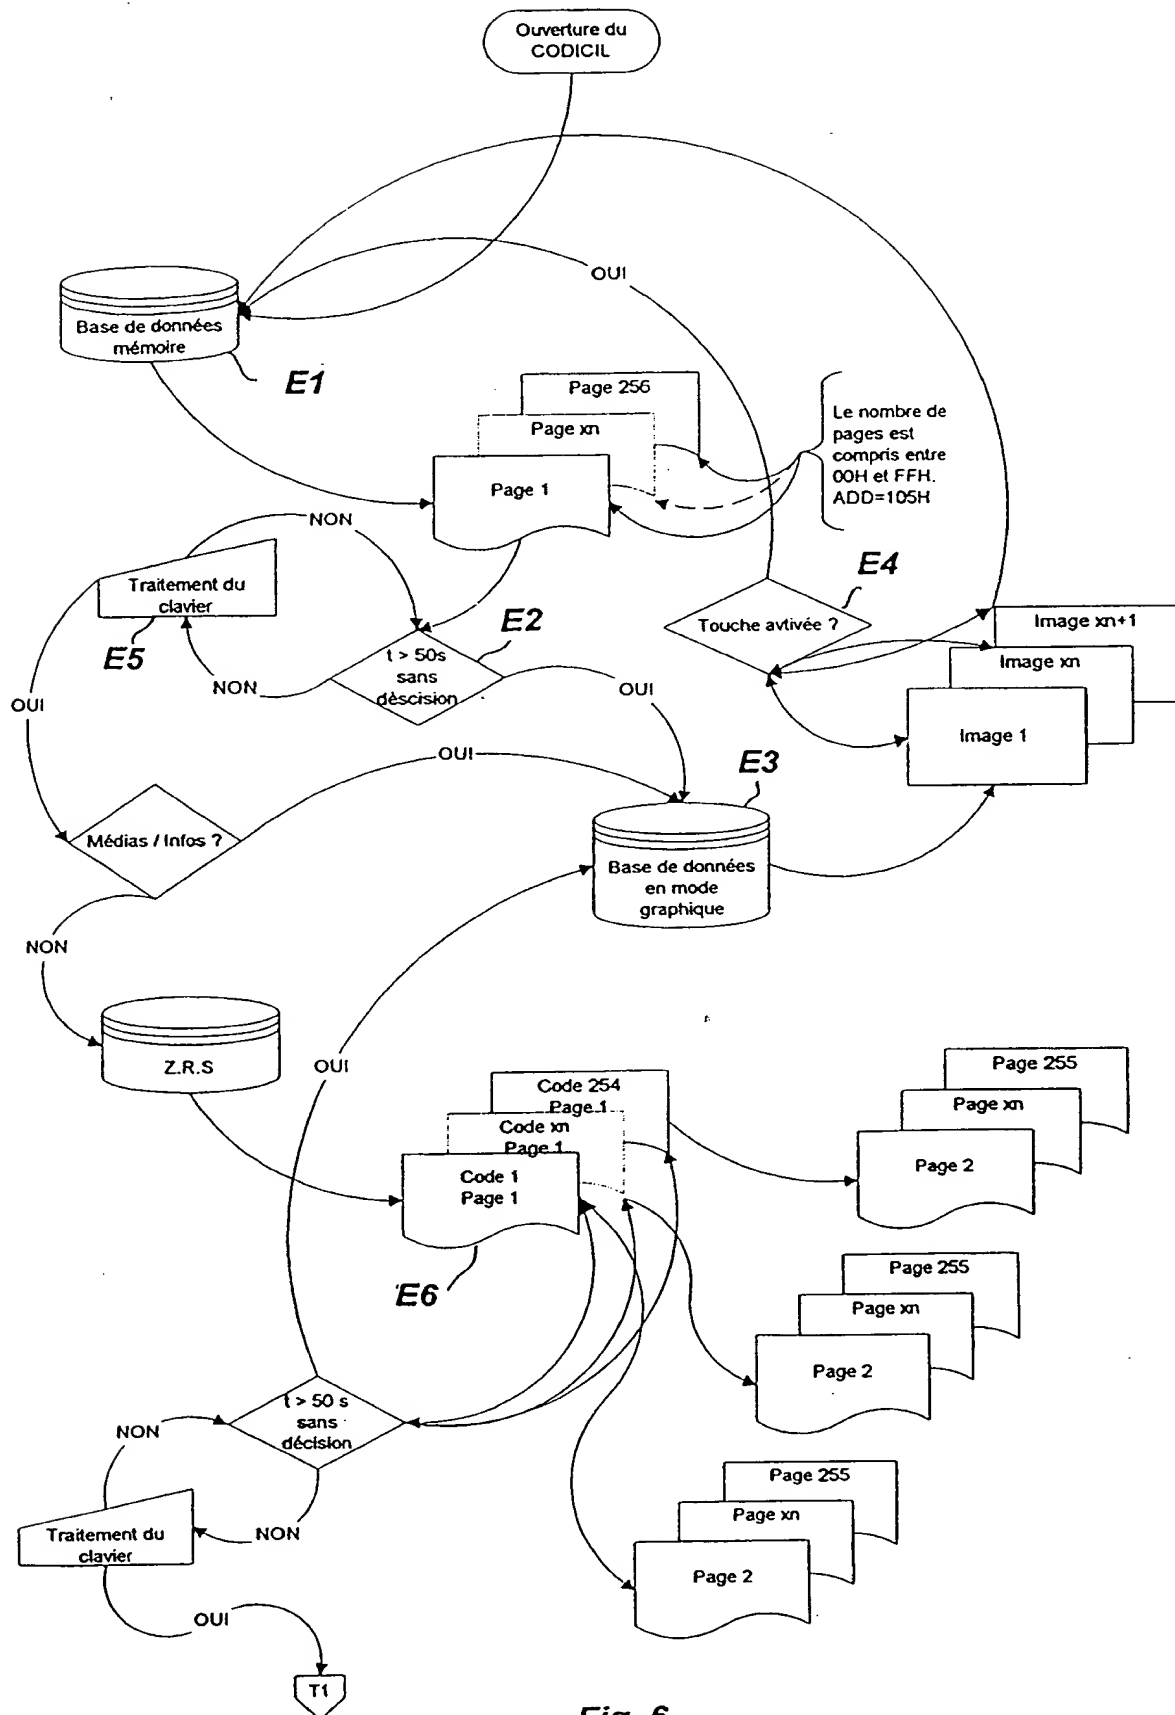 Ouverture du
CODICIL
OUI
Base de données
mémoire
E1
Page 256
Page xn
Page 1
Le nombre de
pages est
compris entre
00H et FFH.
ADD=105H
NON
Traitement du
clavier
E5
E2
t > 50s
sans
dèscision
NON
OUI
E4
Touche avtivée ?
Image xn+1
Image xn
Image 1
OUI
OUI
E3
Médias / Infos ?
Base de données
en mode
graphique
NON
Z.R.S
OUI
Code 254
Page 1
Code xn
Page 1
Code 1
Page 1
E6
Page 255
Page xn
Page 2
Page 255
Page xn
Page 2
t > 50 s
sans
décision
NON
NON
Traitement du
clavier
Page 255
Page xn
Page 2
OUI
T1
Fig. 6